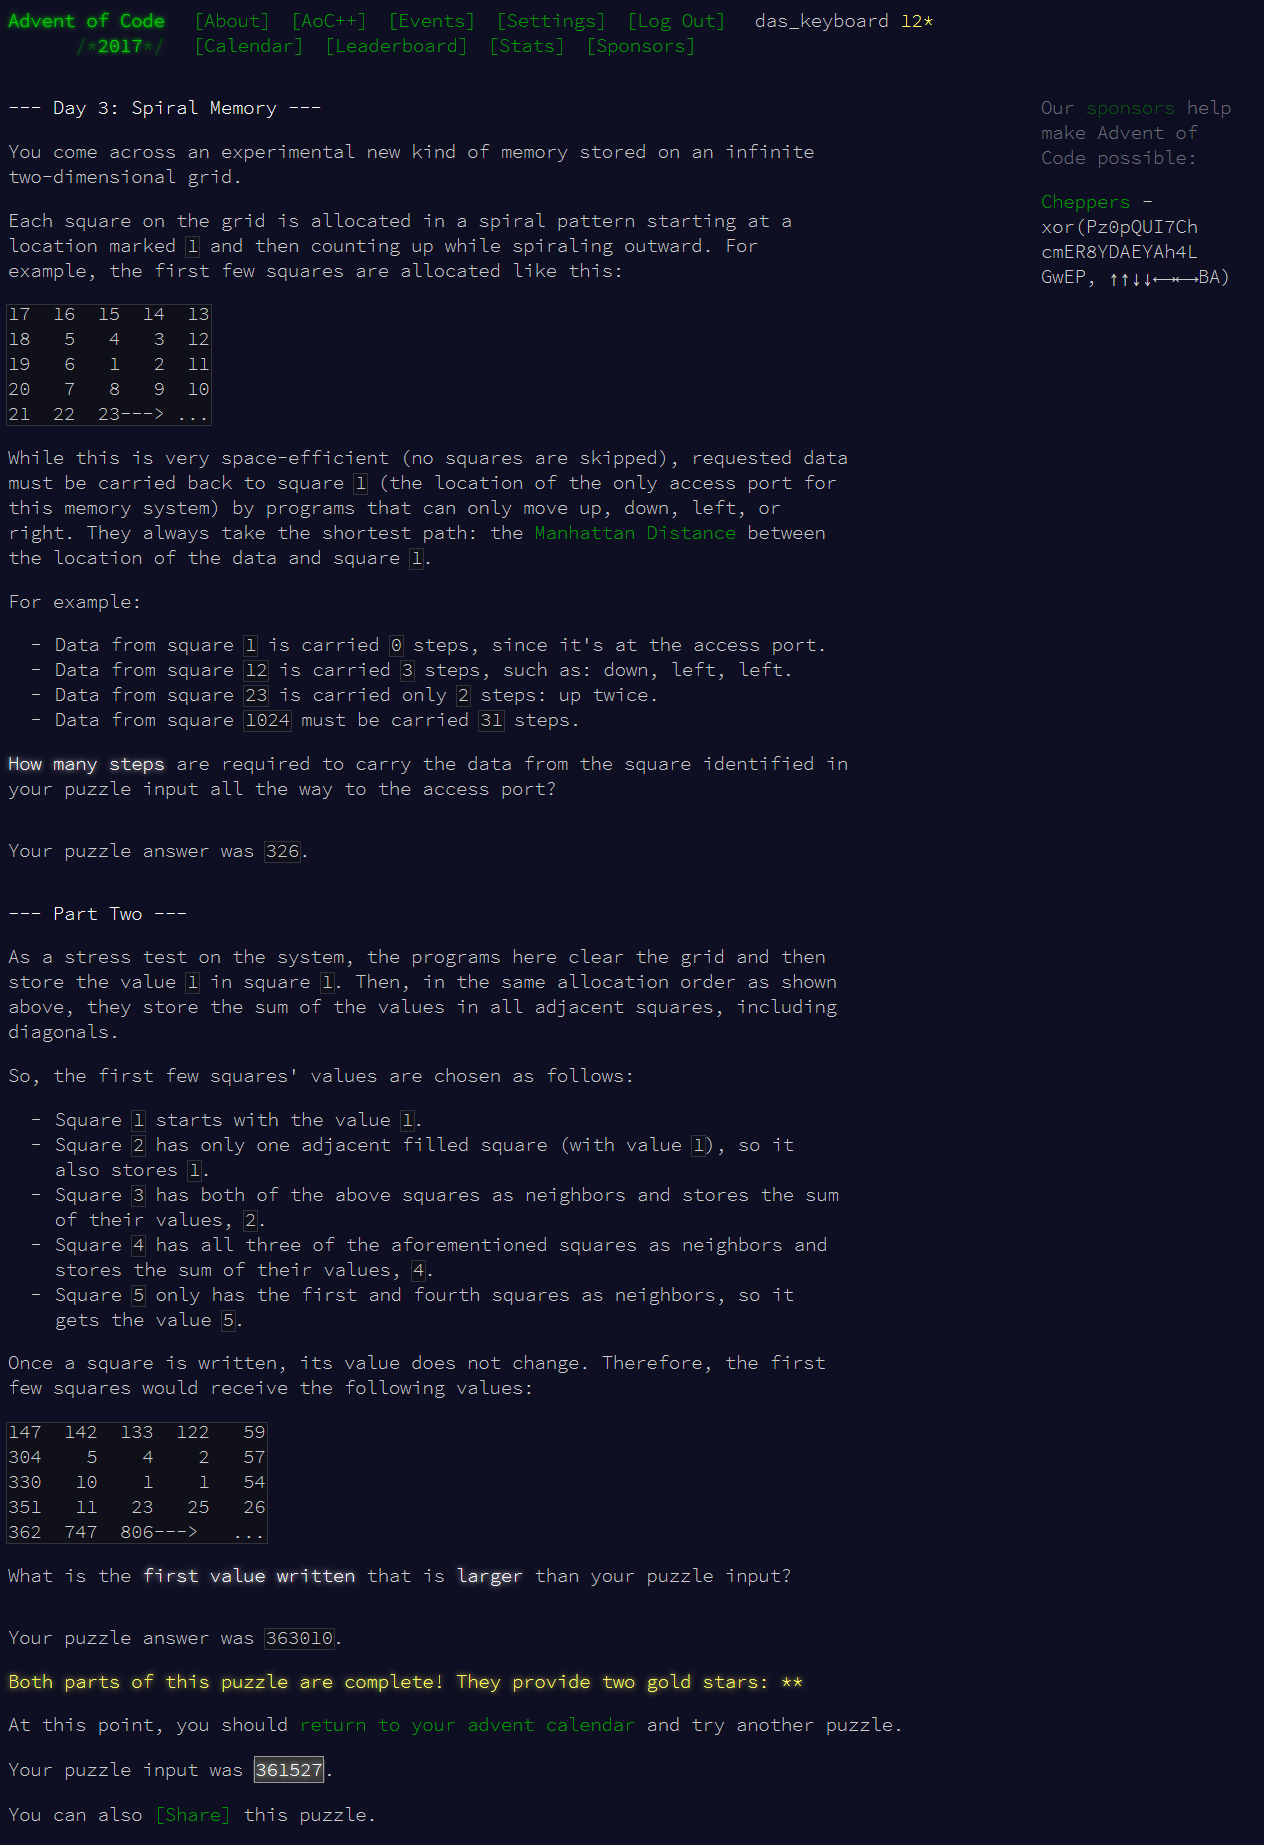 Advent of Code [About] [AoC++] [Events] [Settings] [Log Out] das_keyboard 12*
/*2017*/ [Calendar] [Leaderboard] [Stats] [Sponsors]
--- Day 3: Spiral Memory ---
You come across an experimental new kind of memory stored on an infinite
two-dimensional grid.
Each square on the grid is allocated in a spiral pattern starting at a
location marked 1 and then counting up while spiraling outward. For
example, the first few squares are allocated like this:
17  16  15  14  13
18   5   4   3  12
19   6   1   2  11
20   7   8   9  10
21  22  23---> ...
While this is very space-efficient (no squares are skipped), requested data
must be carried back to square 1 (the location of the only access port for
this memory system) by programs that can only move up, down, left, or
right. They always take the shortest path: the Manhattan Distance between
the location of the data and square 1.
For example:
- Data from square 1 is carried 0 steps, since it's at the access port.
- Data from square 12 is carried 3 steps, such as: down, left, left.
- Data from square 23 is carried only 2 steps: up twice.
- Data from square 1024 must be carried 31 steps.
How many steps are required to carry the data from the square identified in
your puzzle input all the way to the access port?
Your puzzle answer was 326.
--- Part Two ---
As a stress test on the system, the programs here clear the grid and then
store the value 1 in square 1. Then, in the same allocation order as shown
above, they store the sum of the values in all adjacent squares, including
diagonals.
So, the first few squares' values are chosen as follows:
- Square 1 starts with the value 1.
- Square 2 has only one adjacent filled square (with value 1), so it
also stores 1.
- Square 3 has both of the above squares as neighbors and stores the sum
of their values, 2.
- Square 4 has all three of the aforementioned squares as neighbors and
stores the sum of their values, 4.
- Square 5 only has the first and fourth squares as neighbors, so it
gets the value 5.
Once a square is written, its value does not change. Therefore, the first
few squares would receive the following values:
147  142  133  122   59
304    5    4    2   57
330   10    1    1   54
351   11   23   25   26
362  747  806--->   ...
What is the first value written that is larger than your puzzle input?
Your puzzle answer was 363010.
Both parts of this puzzle are complete! They provide two gold stars: **
At this point, you should return to your advent calendar and try another puzzle.
Your puzzle input was 361527.
You can also [Share] this puzzle.
Our sponsors help
make Advent of
Code possible:
Cheppers -
xor(Pz0pQUI7Ch
cmER8YDAEYAh4L
GwEP, ↑↑↓↓←→←→BA)